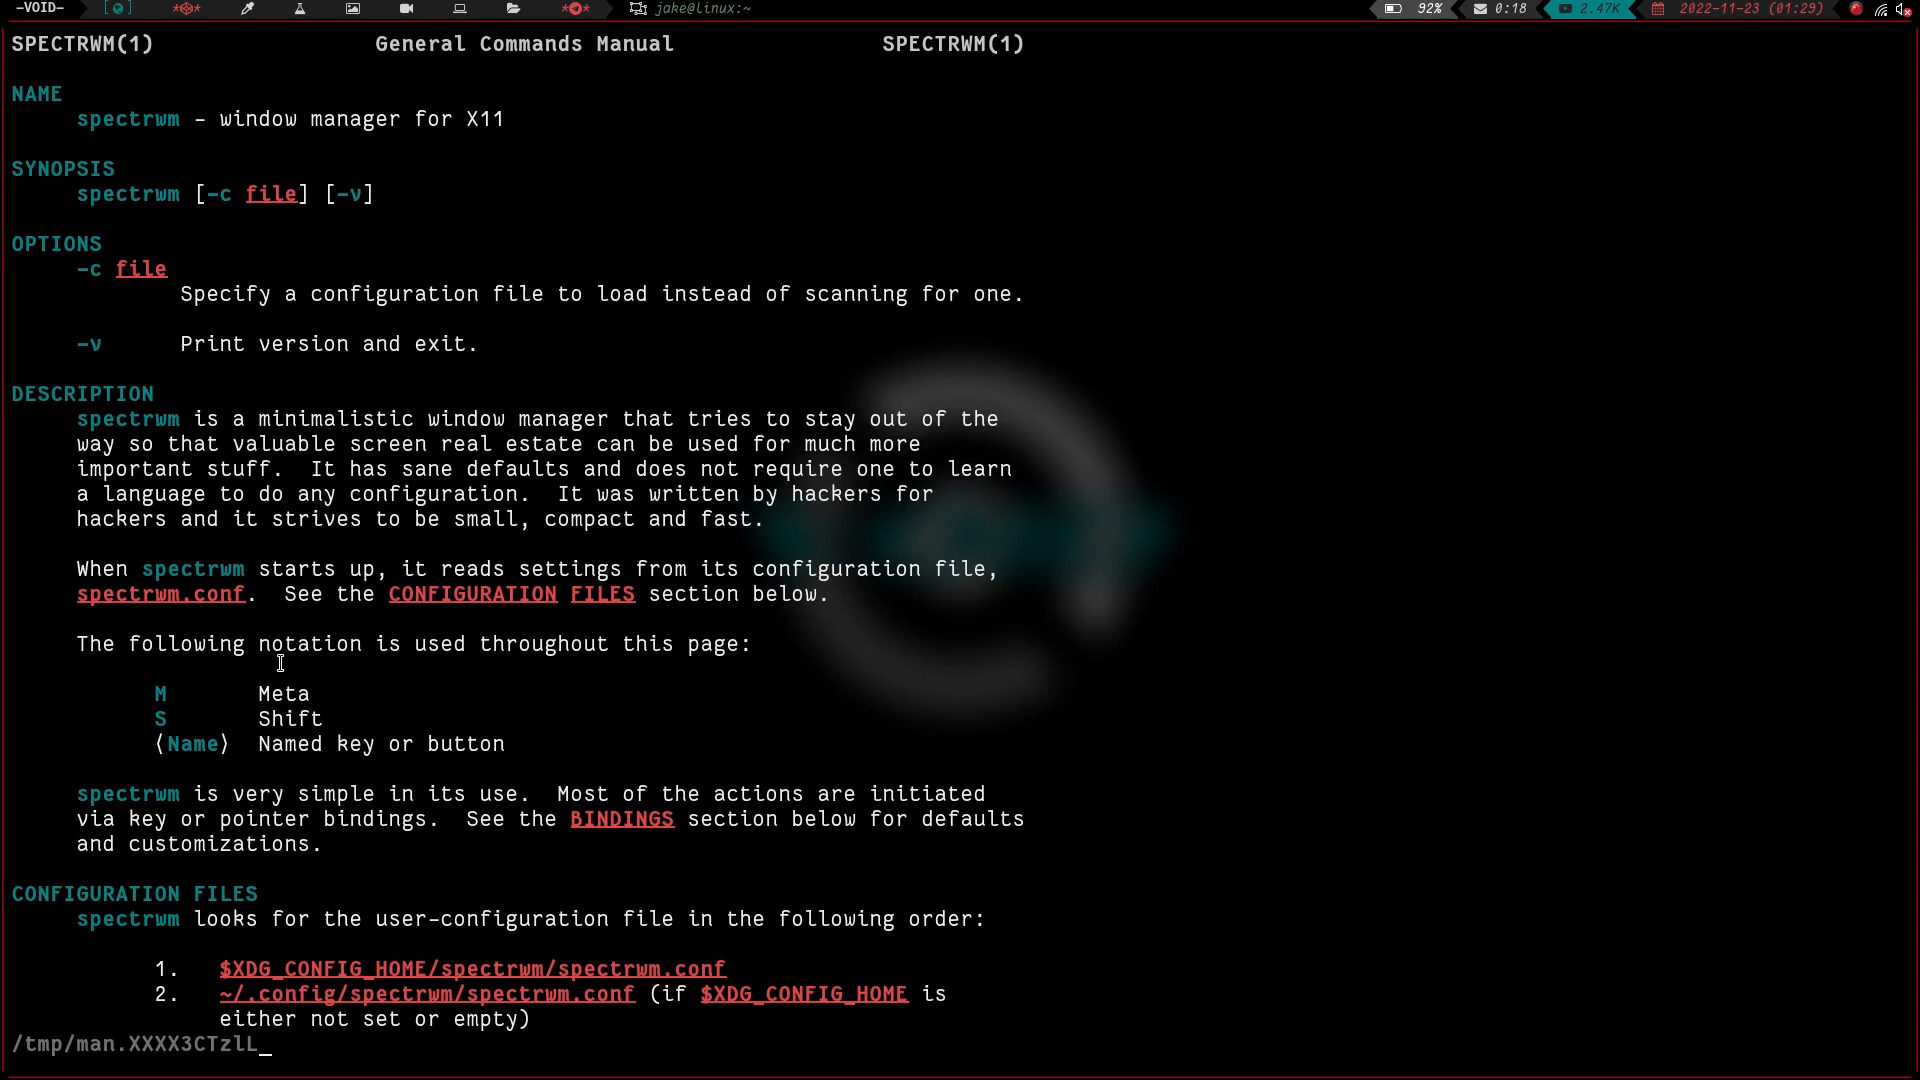 -VOID- jake@linux:~ 92% 0:18 2.47K 2022-11-23 (01:29)
SPECTRWM(1) General Commands Manual SPECTRWM(1)
NAME
spectrwm – window manager for X11
SYNOPSIS
spectrwm [-c file] [-v]
OPTIONS
-c file
Specify a configuration file to load instead of scanning for one.
-v Print version and exit.
DESCRIPTION
spectrwm is a minimalistic window manager that tries to stay out of the
way so that valuable screen real estate can be used for much more
important stuff. It has sane defaults and does not require one to learn
a language to do any configuration. It was written by hackers for
hackers and it strives to be small, compact and fast.
When spectrwm starts up, it reads settings from its configuration file,
spectrwm.conf. See the CONFIGURATION FILES section below.
The following notation is used throughout this page:
M Meta
S Shift
⟨Name⟩ Named key or button
spectrwm is very simple in its use. Most of the actions are initiated
via key or pointer bindings. See the BINDINGS section below for defaults
and customizations.
CONFIGURATION FILES
spectrwm looks for the user-configuration file in the following order:
1. $XDG_CONFIG_HOME/spectrwm/spectrwm.conf
2. ~/.config/spectrwm/spectrwm.conf (if $XDG_CONFIG_HOME is
either not set or empty)
/tmp/man.XXXX3CTzlL